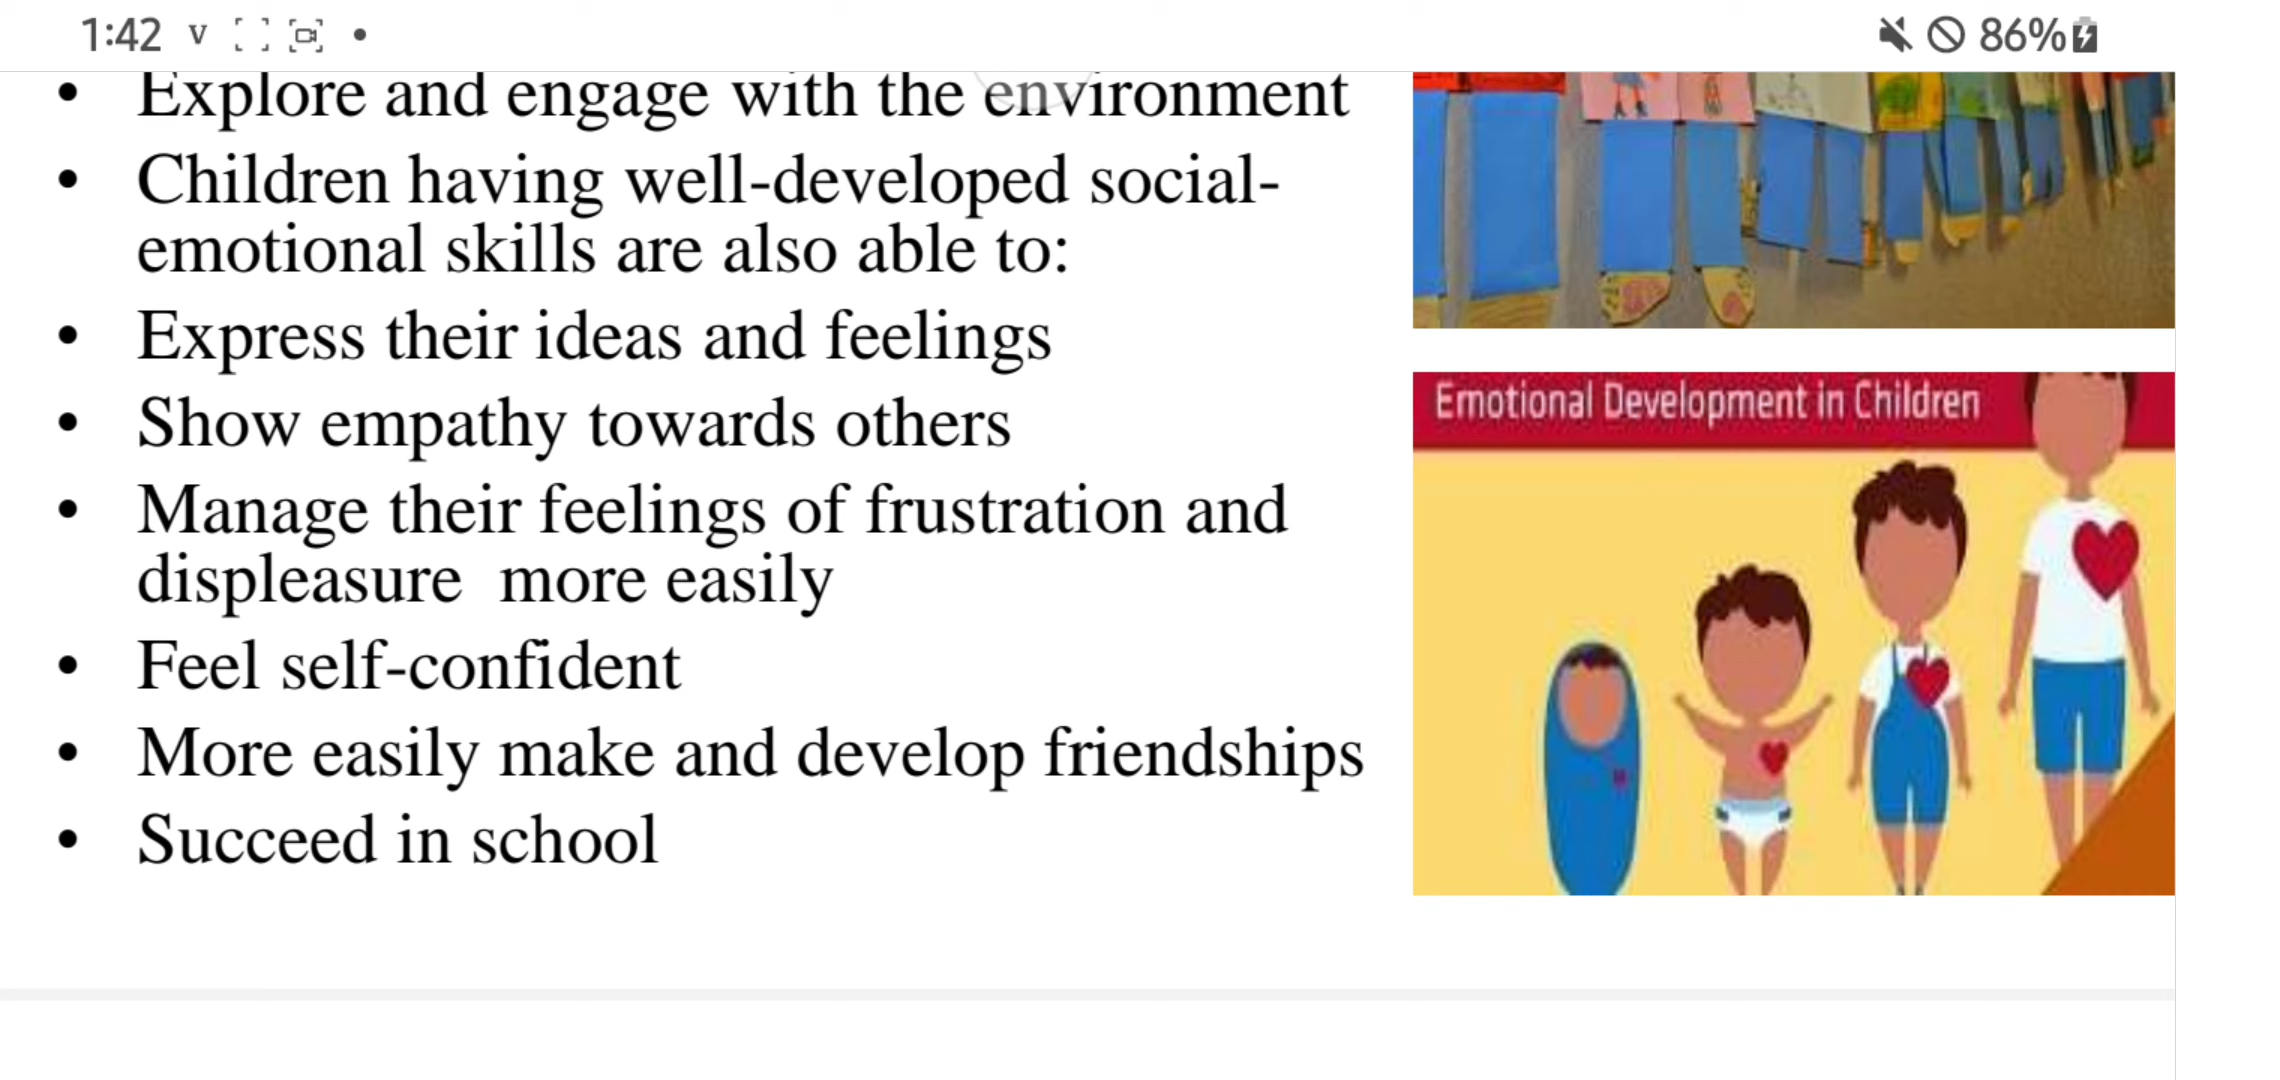 1:42 v 86%
• Explore and engage with the environment
• Children having well-developed social-
emotional skills are also able to:
• Express their ideas and feelings
• Show empathy towards others
• Manage their feelings of frustration and
displeasure  more easily
• Feel self-confident
• More easily make and develop friendships
• Succeed in school
Emotional Development in Children